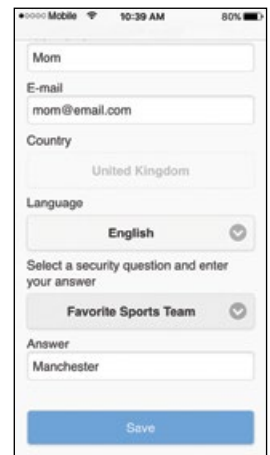 Mobile 10:39 AM 80%
Mom
E-mail
mom@email.com
Country
United Kingdom
Language
English
Select a security question and enter
your answer
Favorite Sports Team
Answer
Manchester
Save